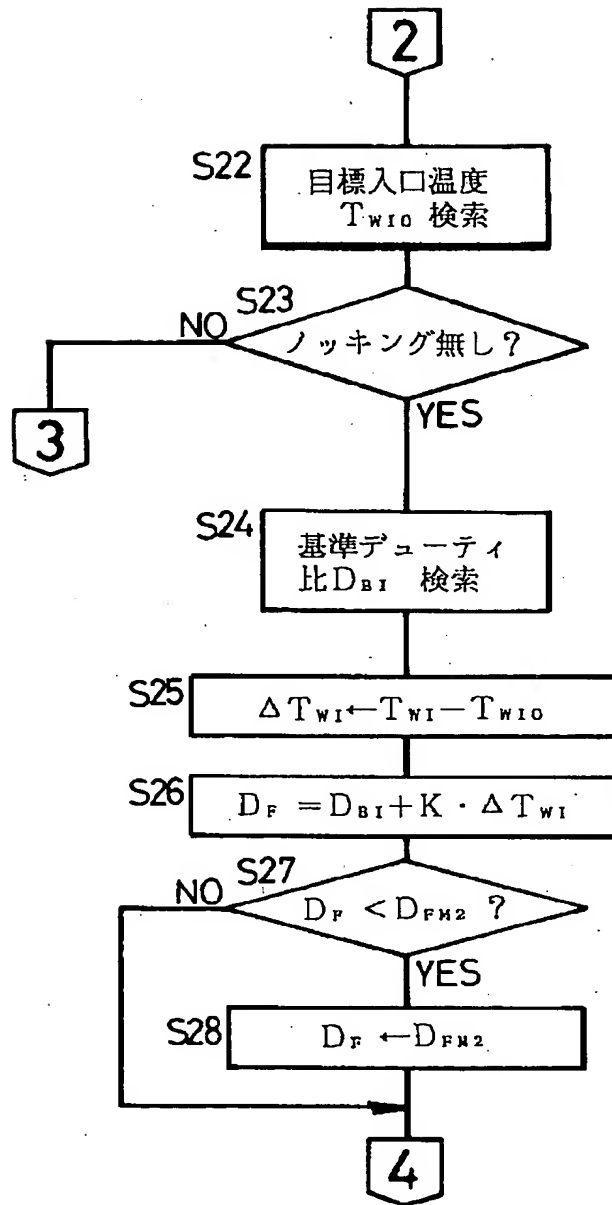 2
S22
目標入口温度
TWIO 検索
S23
NO
ノッキング無し？
YES
3
S24
基準デューティ
比DBI 検索
S25
ΔTWI←TWI−TWIO
S26
DF=DBI+K・ΔTWI
S27
NO
DF<DFM2 ？
YES
S28
DF←DFM2
4